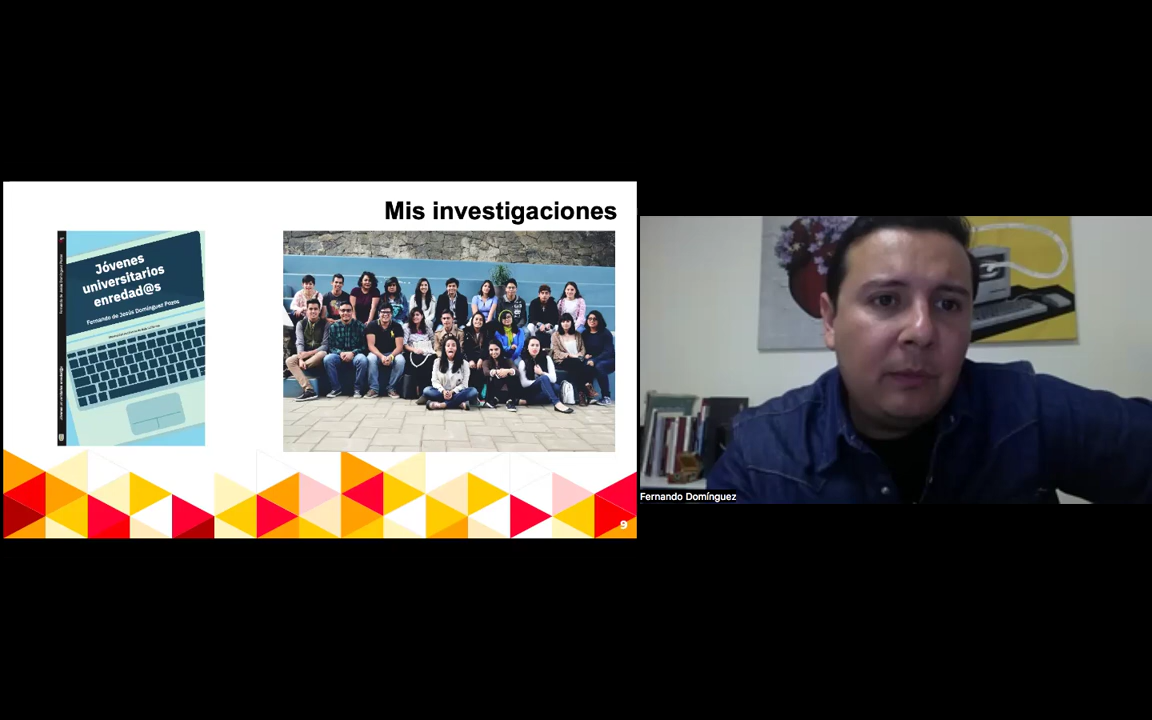 Mis investigaciones
Jóvenes
universitarios
enredad@s
Fernando de Jesús Domínguez Pozos
9
Fernando Domínguez